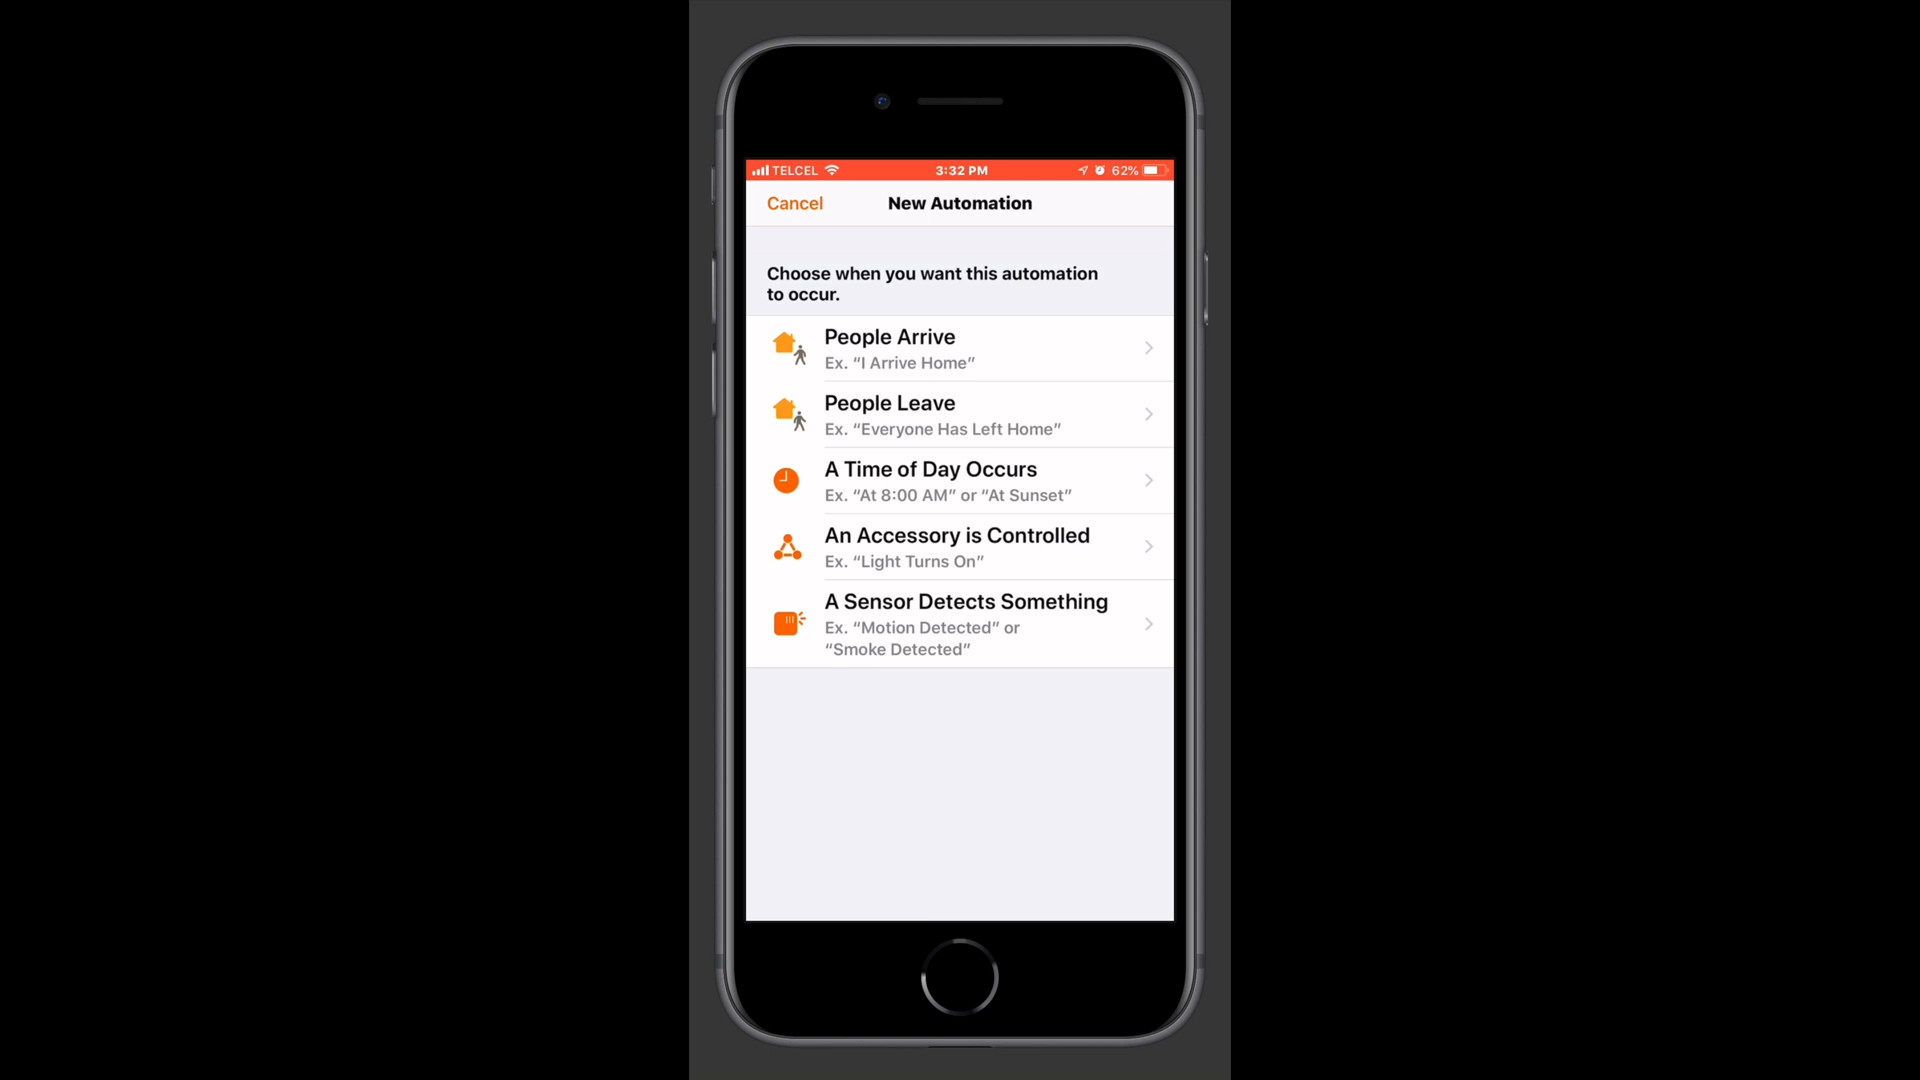 TELCEL 3:32 PM 62%
Cancel New Automation
Choose when you want this automation
to occur.
People Arrive
Ex. “I Arrive Home”
People Leave
Ex. “Everyone Has Left Home”
A Time of Day Occurs
Ex. “At 8:00 AM” or “At Sunset”
An Accessory is Controlled
Ex. “Light Turns On”
A Sensor Detects Something
Ex. “Motion Detected” or
“Smoke Detected”